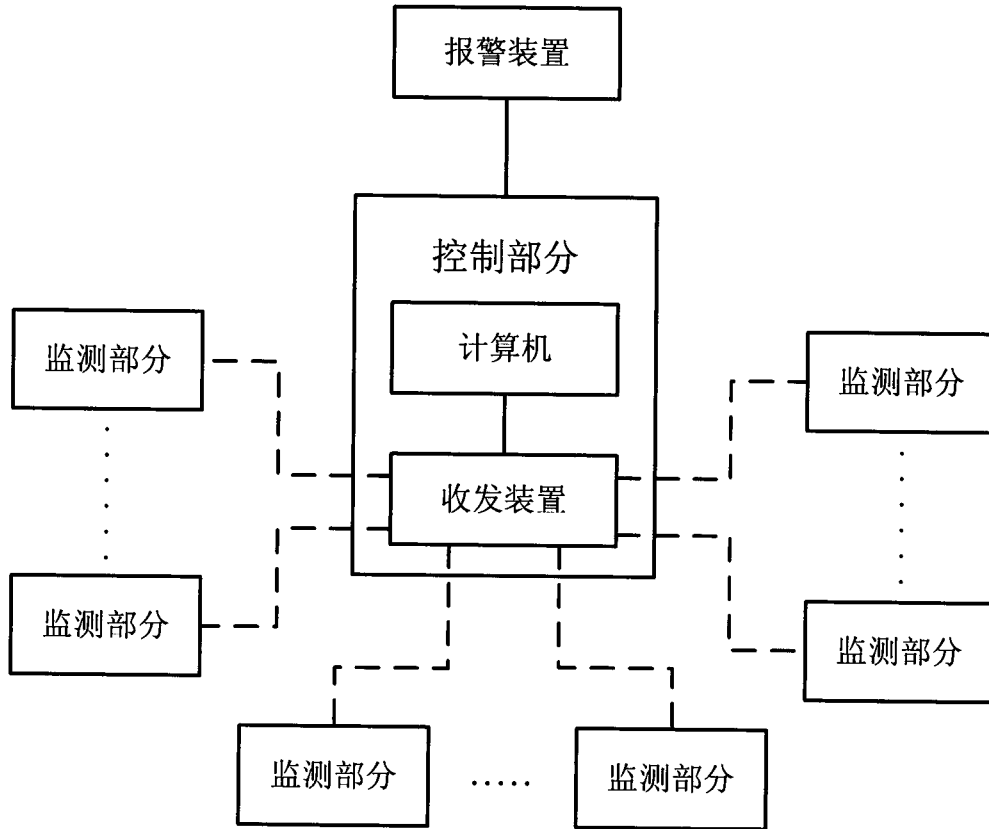 报警装置
控制部分
计算机
监测部分
监测部分
收发装置
监测部分
监测部分
监测部分
.....
监测部分